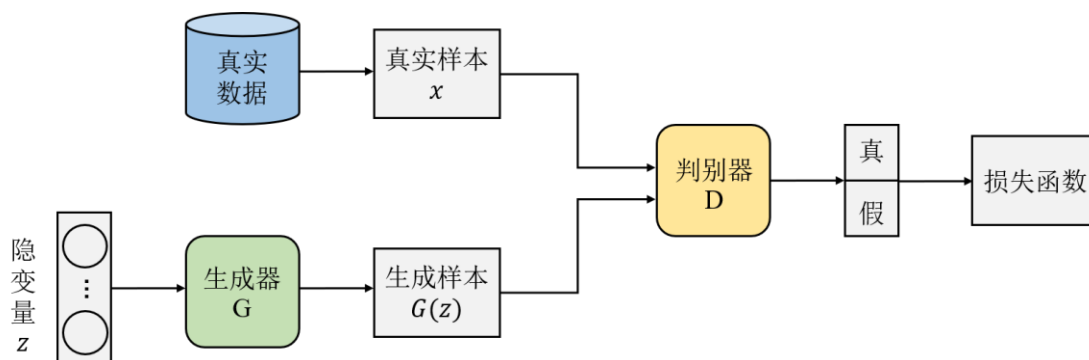 真实
数据
真实样本
x
判别器
D
真
假
损失函数
隐
变
量
z
...
生成器
G
生成样本
G(z)